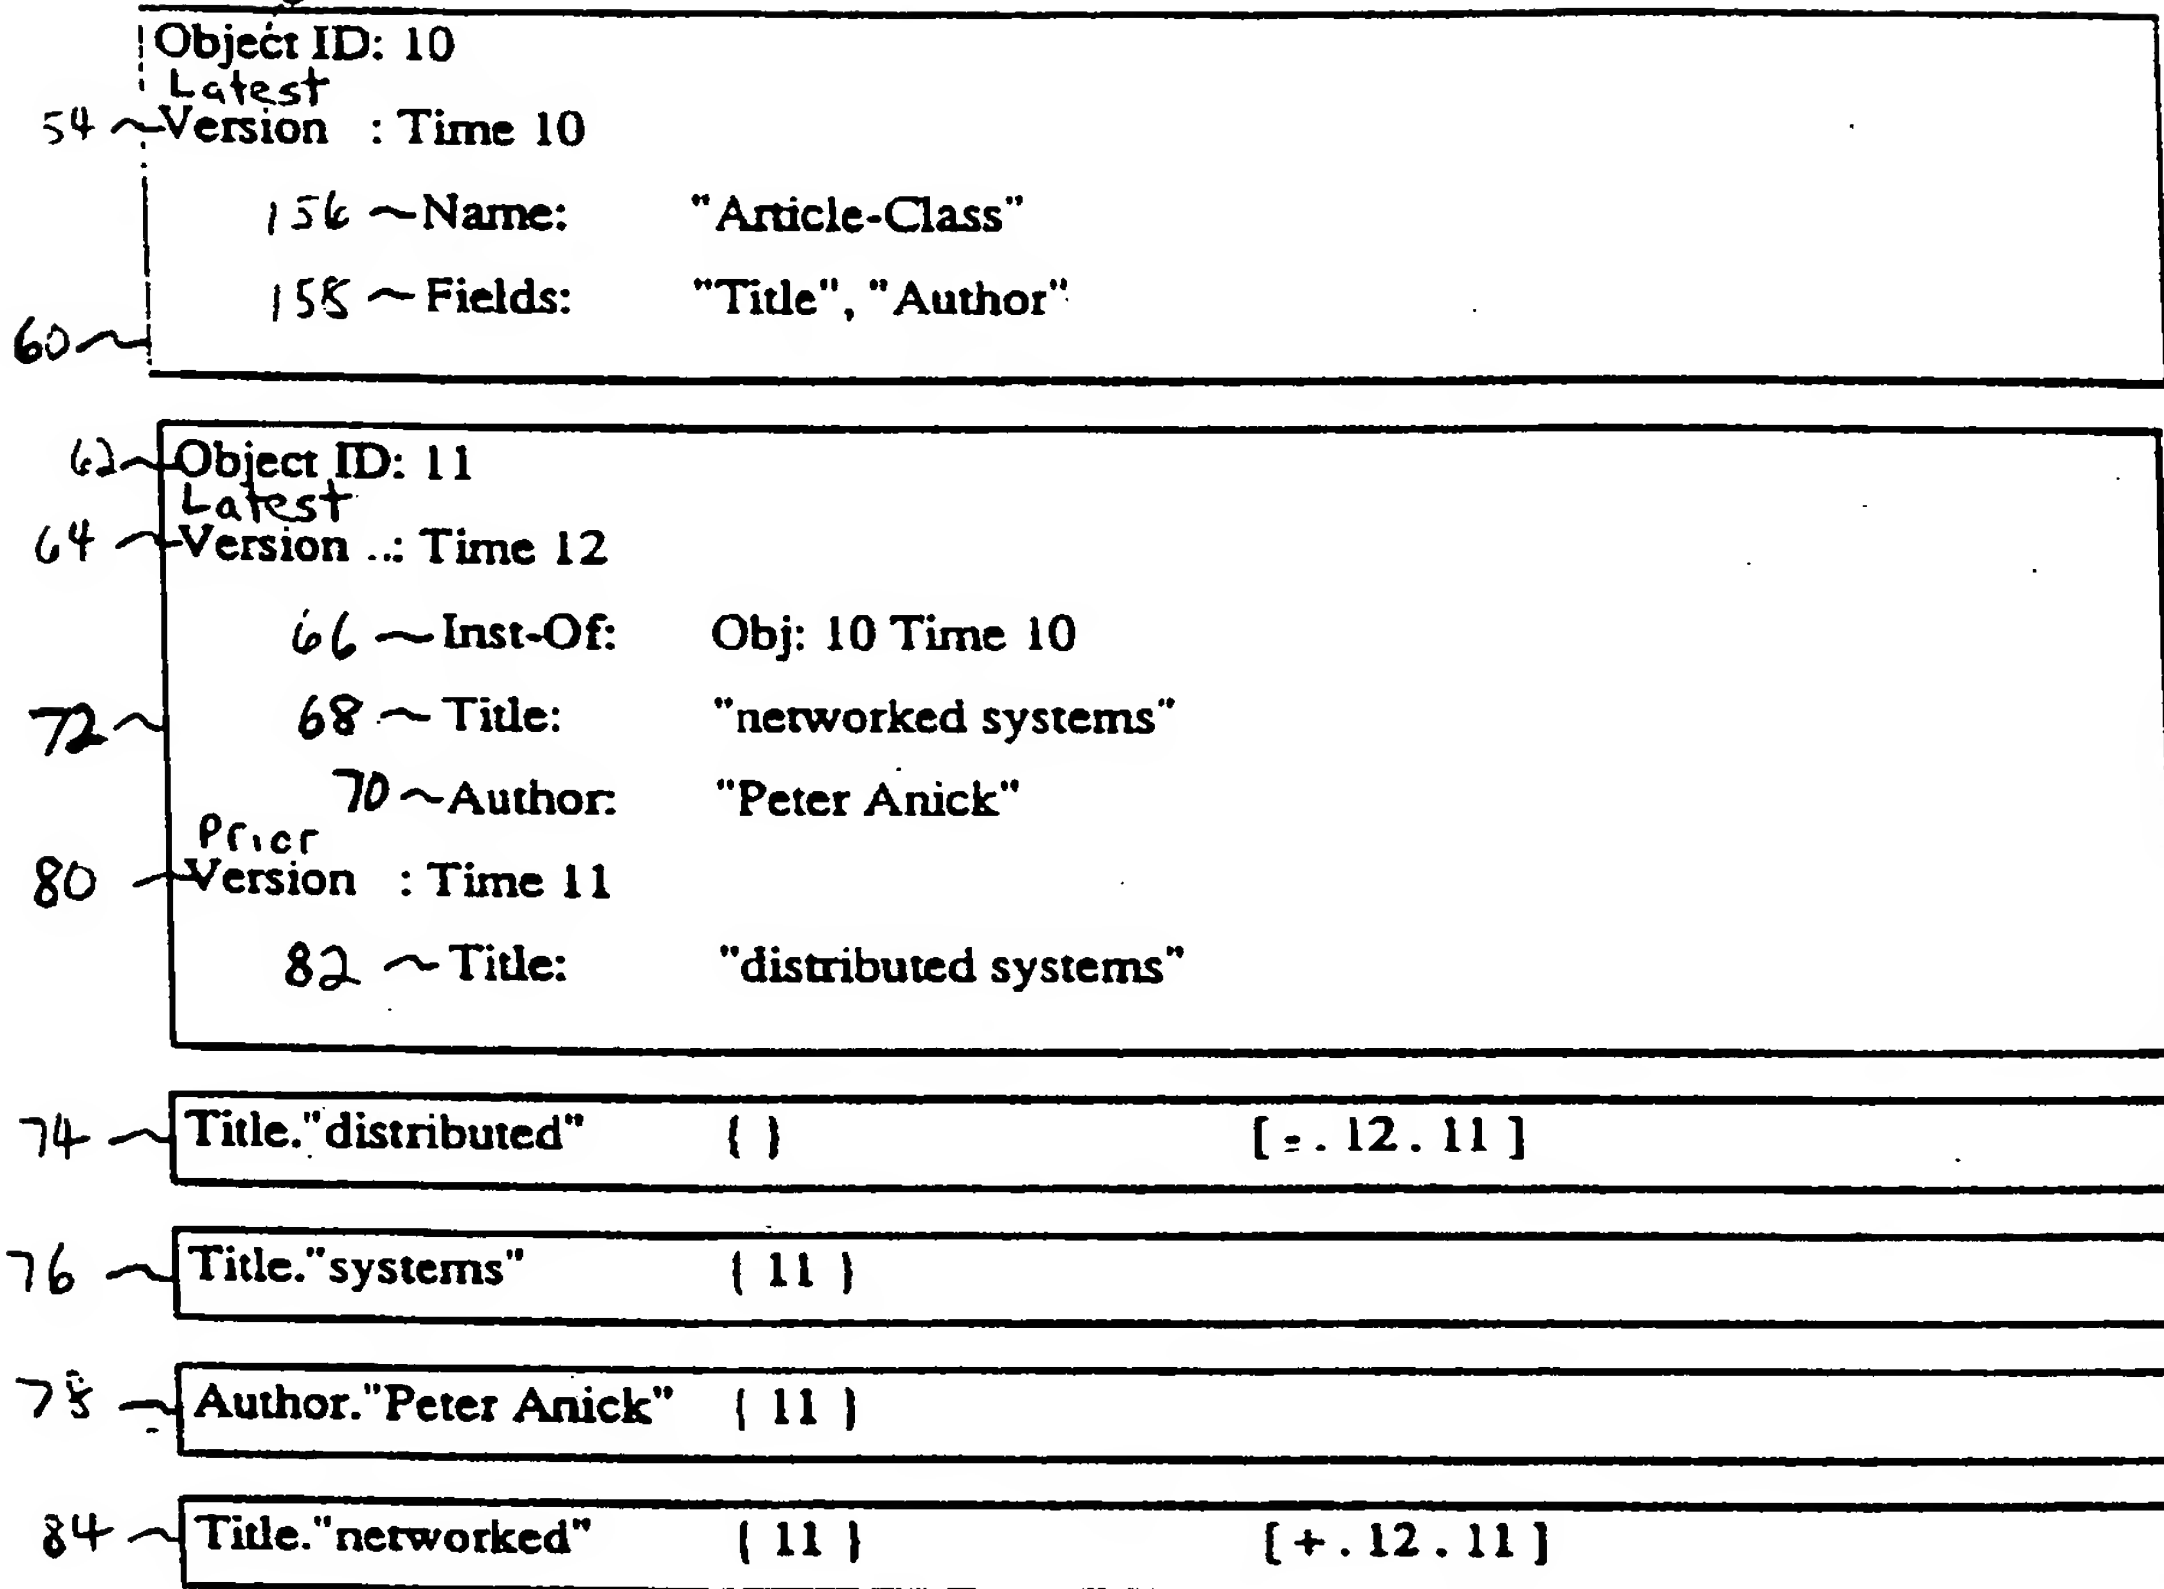 Object ID: 10
Latest
54 Version : Time 10
156 Name: "Article-Class"
158 Fields: "Title", "Author"
60
62 Object ID: 11
Latest
64 Version ..: Time 12
66 Inst-Of: Obj: 10 Time 10
68 Title: "networked systems"
72
70 Author: "Peter Anick"
Prior
80 Version : Time 11
82 Title: "distributed systems"
74 Title."distributed" { } [ - . 12 . 11 ]
76 Title."systems" { 11 }
78 Author."Peter Anick" { 11 }
84 Title."networked" { 11 } [ + . 12 . 11 ]